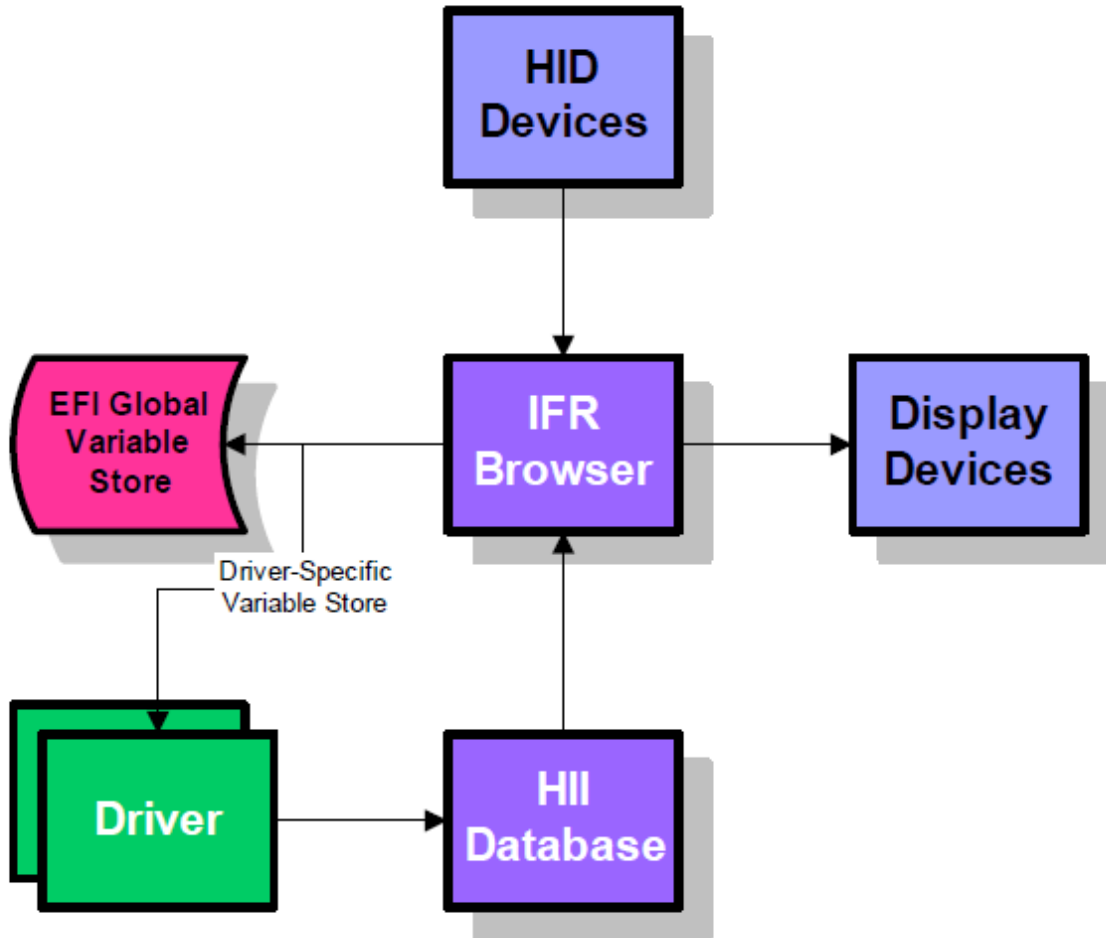 HID
Devices
EFI Global
Variable
Store
IFR
Browser
Display
Devices
Driver-Specific
Variable Store
Driver
HII
Database